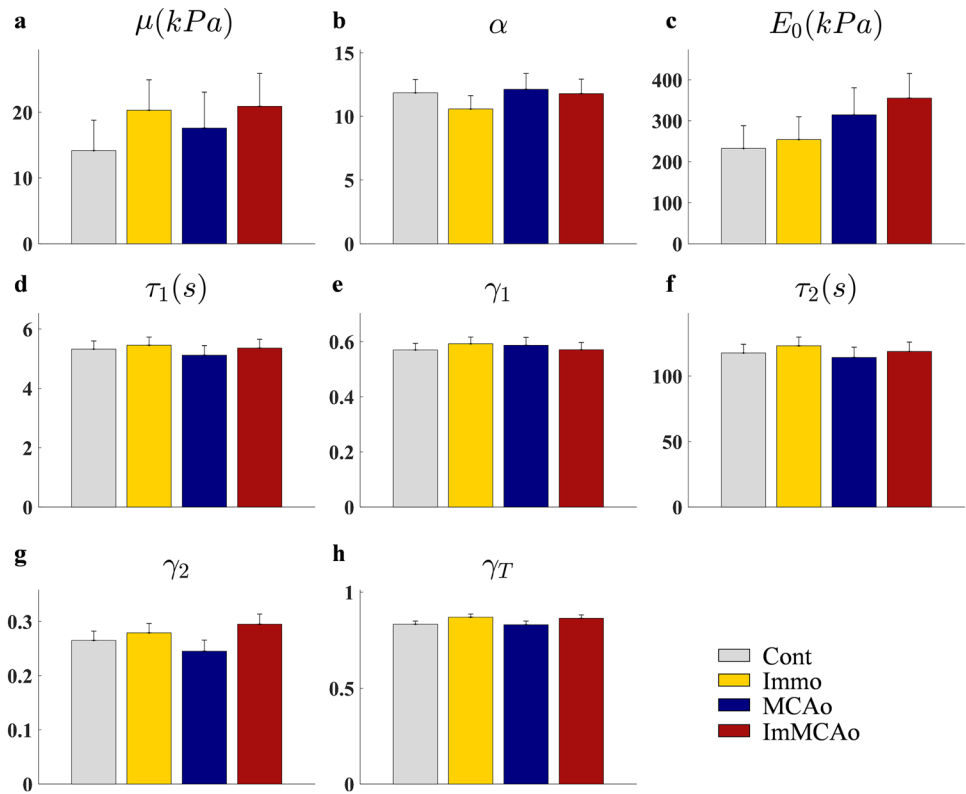 a μ(kPa)
20
10
0
b α
15
10
5
0
c E₀(kPa)
400
300
200
100
0
d τ₁(s)
6
4
2
0
e γ₁
0.6
0.4
0.2
0
f τ₂(s)
100
50
0
g γ₂
0.3
0.2
0.1
0
h γ_T
1
0.5
0
Cont
Immo
MCAo
ImMCAo